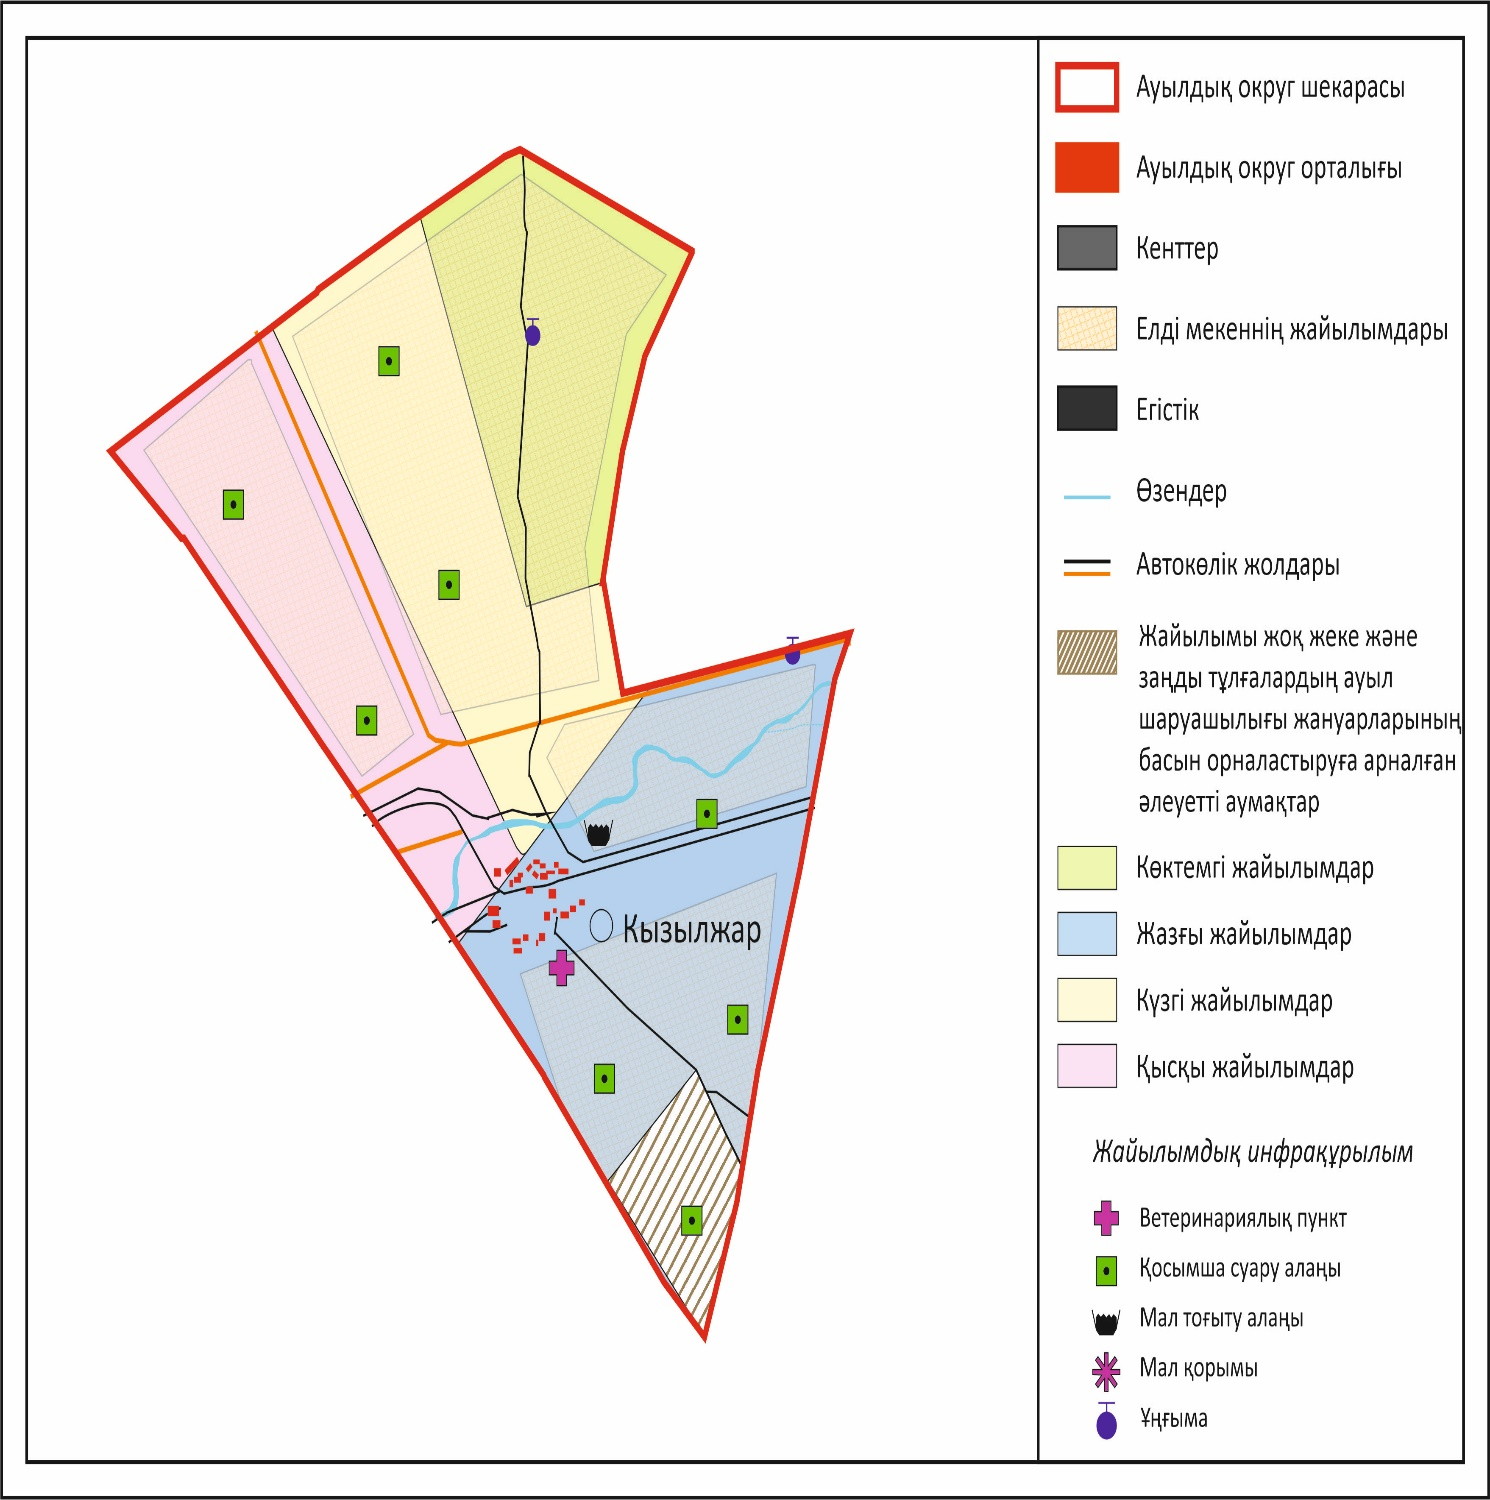 Ауылдық округ шекарасы
Ауылдық округ орталығы
Кенттер
Елді мекеннің жайылымдары
Егістік
Өзендер
Автокөлік жолдары
Жайылымы жоқ жеке және
заңды тұлғалардың ауыл
шаруашылығы жануарларының
басын орналастыруға арналған
әлеуетті аумақтар
Көктемгі жайылымдар
Жазғы жайылымдар
Күзгі жайылымдар
Қысқы жайылымдар
Жайылымдық инфрақұрылым
Ветеринариялық пункт
Қосымша суару алаңы
Мал тоғыту алаңы
Мал қорымы
Ұңғыма
Кызылжар